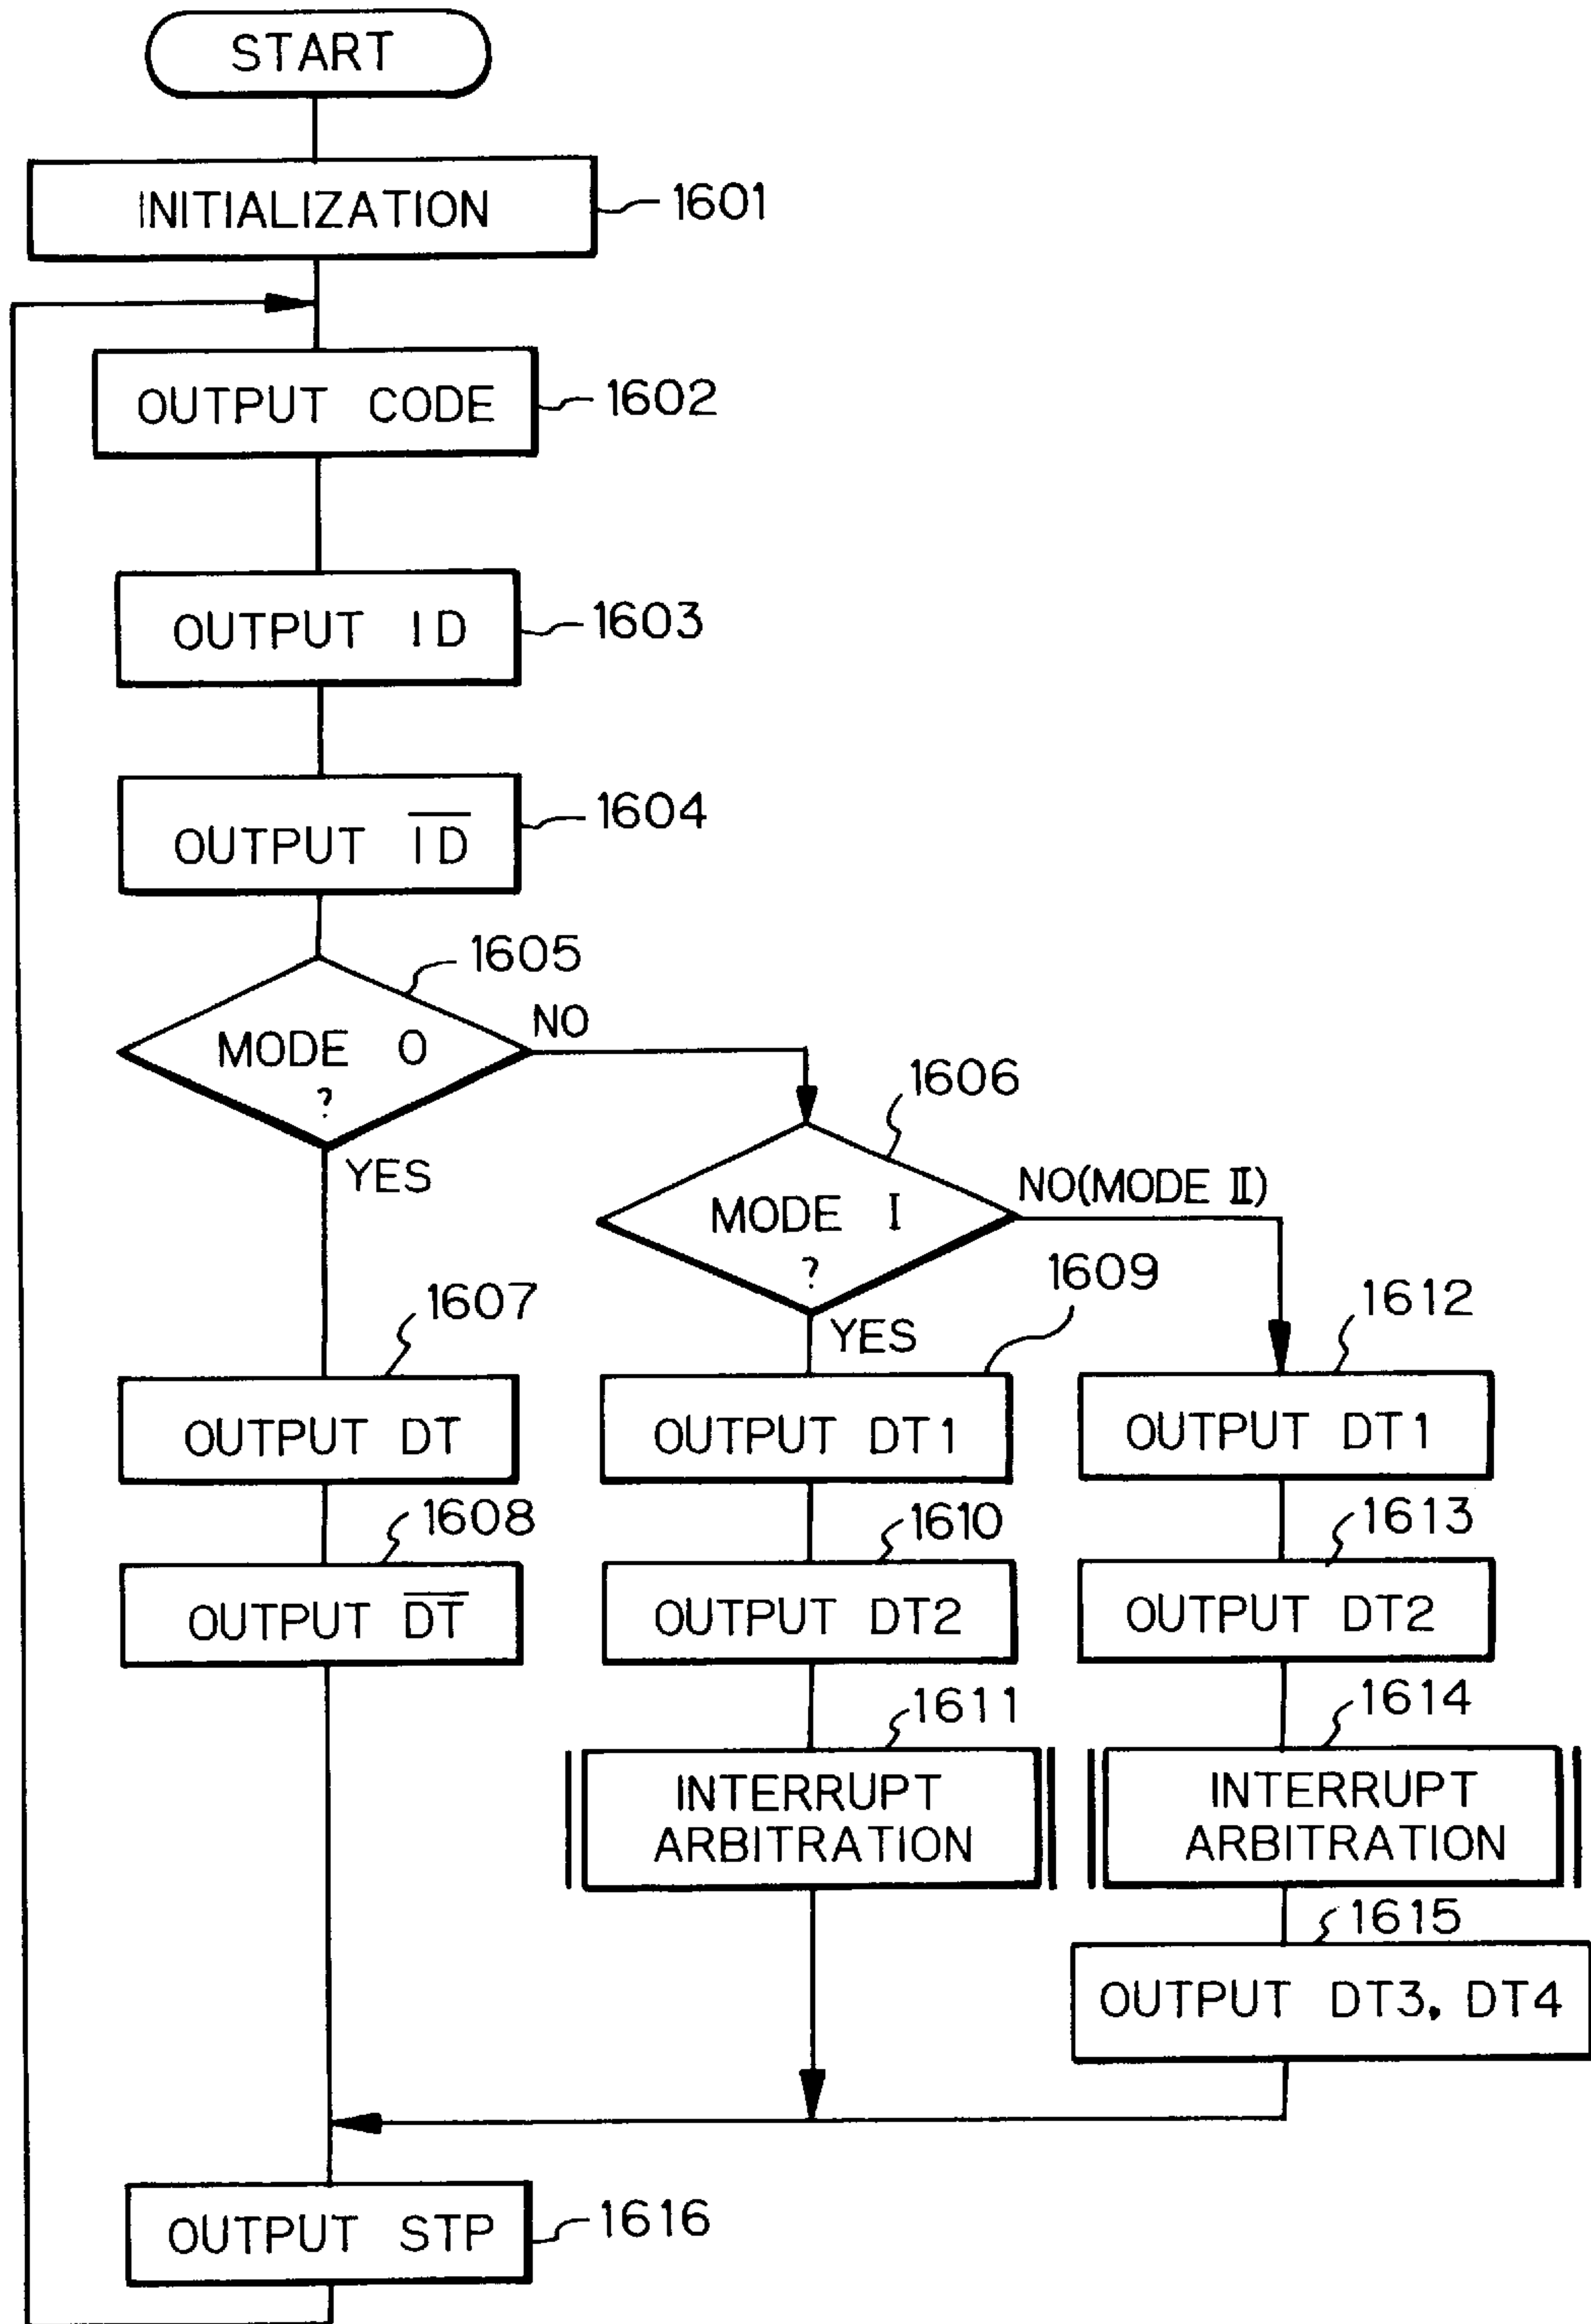 START
INITIALIZATION
1601
OUTPUT CODE
1602
OUTPUT ID
1603
OUTPUT I̅D̅
1604
1605
MODE 0
?
NO
YES
1606
MODE I
?
NO(MODE II)
YES
1607
OUTPUT DT
1608
OUTPUT D̅T̅
1609
OUTPUT DT1
1610
OUTPUT DT2
1611
INTERRUPT
ARBITRATION
1612
OUTPUT DT1
1613
OUTPUT DT2
1614
INTERRUPT
ARBITRATION
1615
OUTPUT DT3, DT4
OUTPUT STP
1616